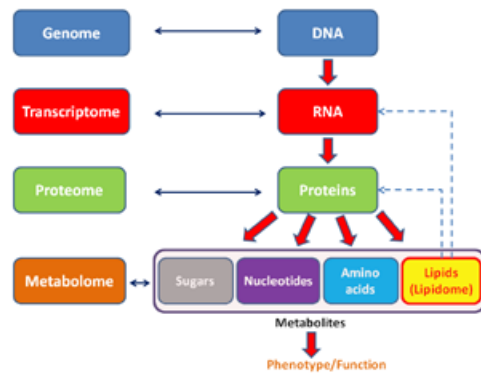 Genome
DNA
Transcriptome
RNA
Proteome
Proteins
Metabolome
Sugars
Nucleotides
Amino
acids
Lipids
(Lipidome)
Metabolites
Phenotype/Function